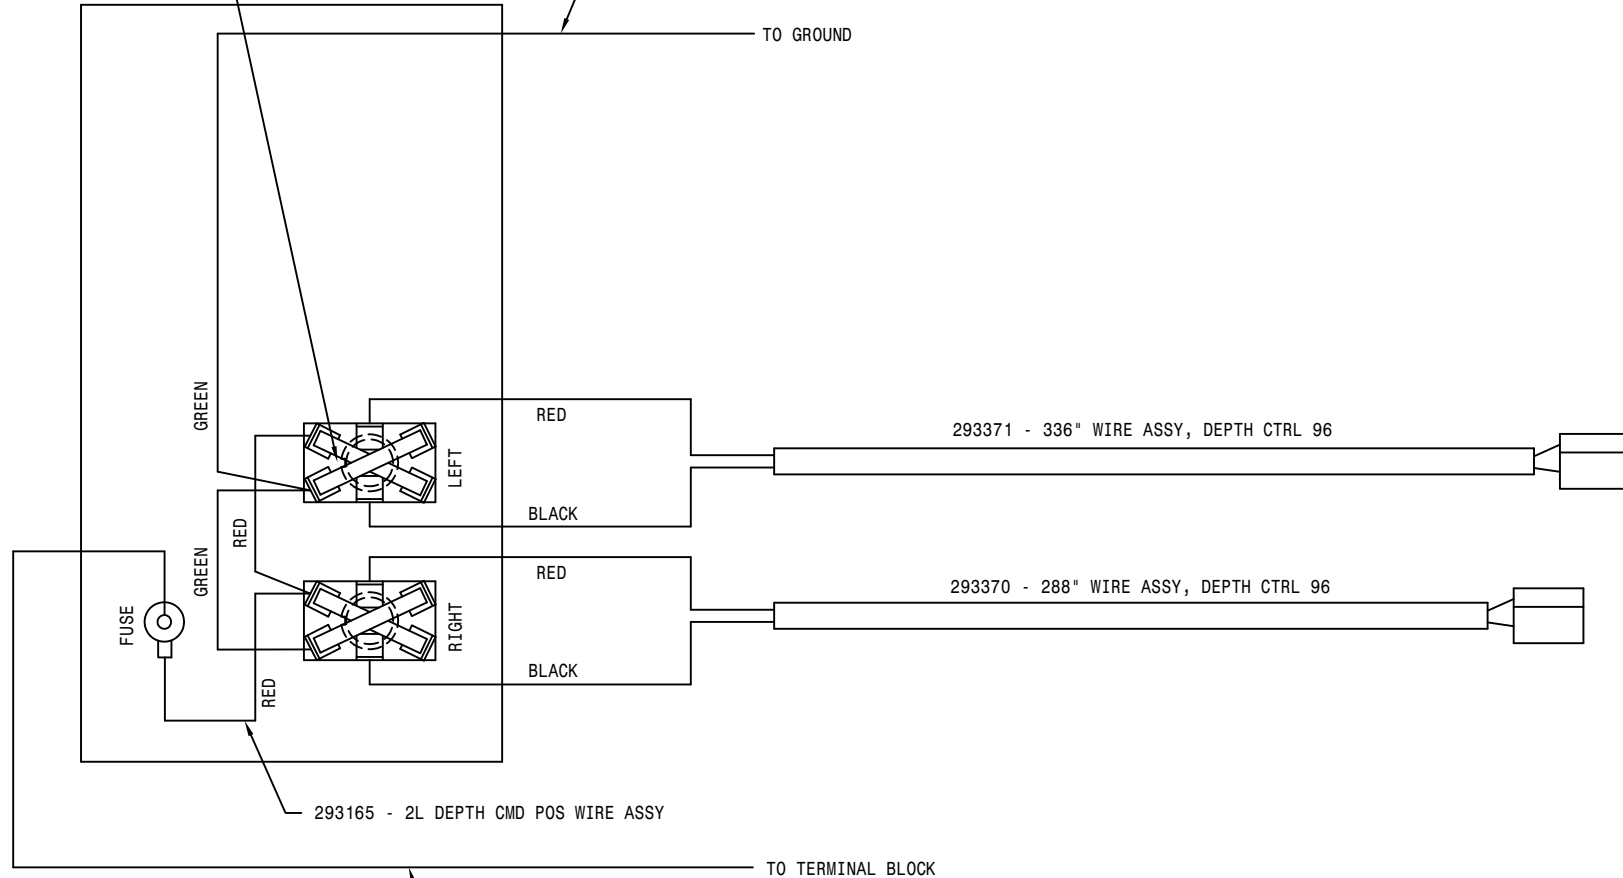 TO GROUND
GREEN
RED
293371 - 336" WIRE ASSY, DEPTH CTRL 96
LEFT
BLACK
RED
GREEN
RED
293370 - 288" WIRE ASSY, DEPTH CTRL 96
FUSE
RIGHT
BLACK
RED
293165 - 2L DEPTH CMD POS WIRE ASSY
TO TERMINAL BLOCK